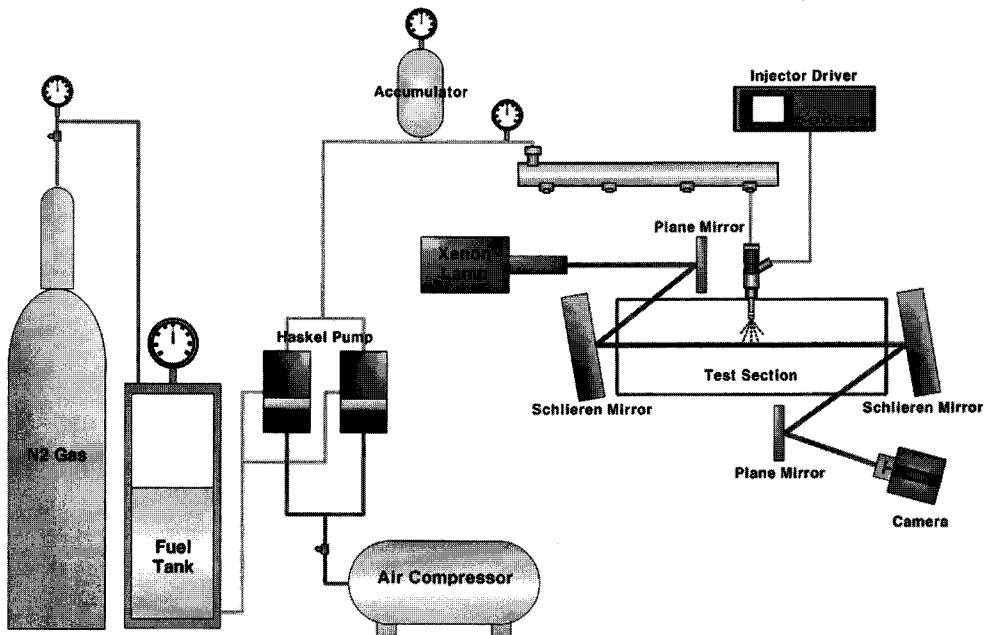 Accumulator
Injector Driver
Plane Mirror
Xenon
Lamp
Haskel Pump
Test Section
Schlieren Mirror
Schlieren Mirror
Plane Mirror
N2 Gas
Camera
Fuel
Tank
Air Compressor